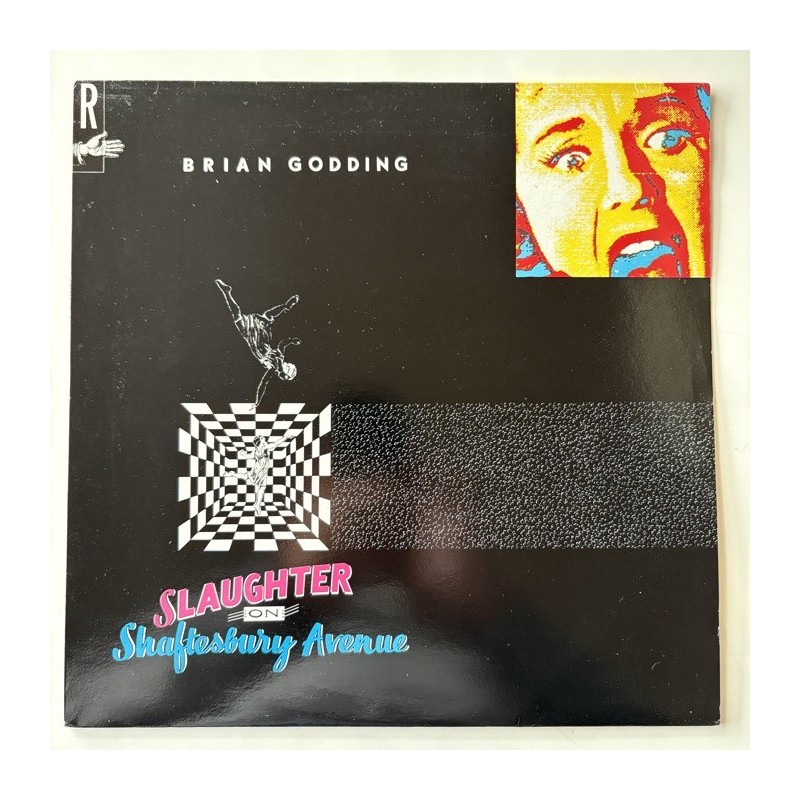 R
BRIAN GODDING
SLAUGHTER
ON
Shaftesbury Avenue